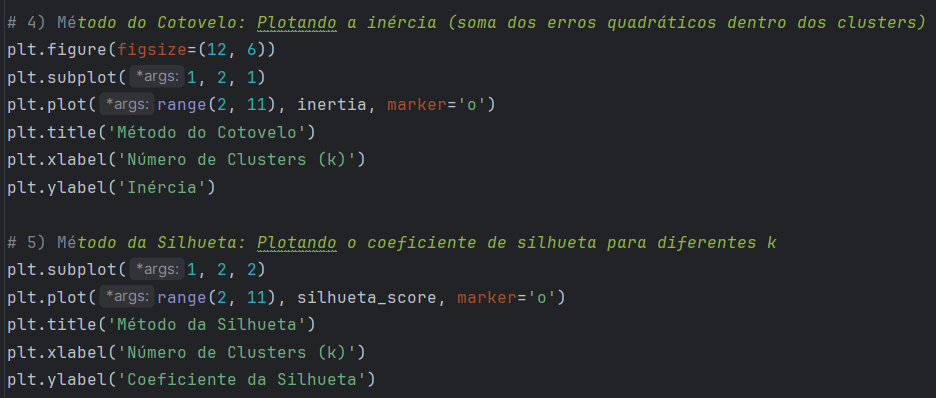 # 4) Método do Cotovelo: Plotando a inércia (soma dos erros quadráticos dentro dos clusters)
plt.figure(figsize=(12, 6))
plt.subplot( *args: 1, 2, 1)
plt.plot( *args: range(2, 11), inertia, marker='o')
plt.title('Método do Cotovelo')
plt.xlabel('Número de Clusters (k)')
plt.ylabel('Inércia')
# 5) Método da Silhueta: Plotando o coeficiente de silhueta para diferentes k
plt.subplot( *args: 1, 2, 2)
plt.plot( *args: range(2, 11), silhueta_score, marker='o')
plt.title('Método da Silhueta')
plt.xlabel('Número de Clusters (k)')
plt.ylabel('Coeficiente da Silhueta')